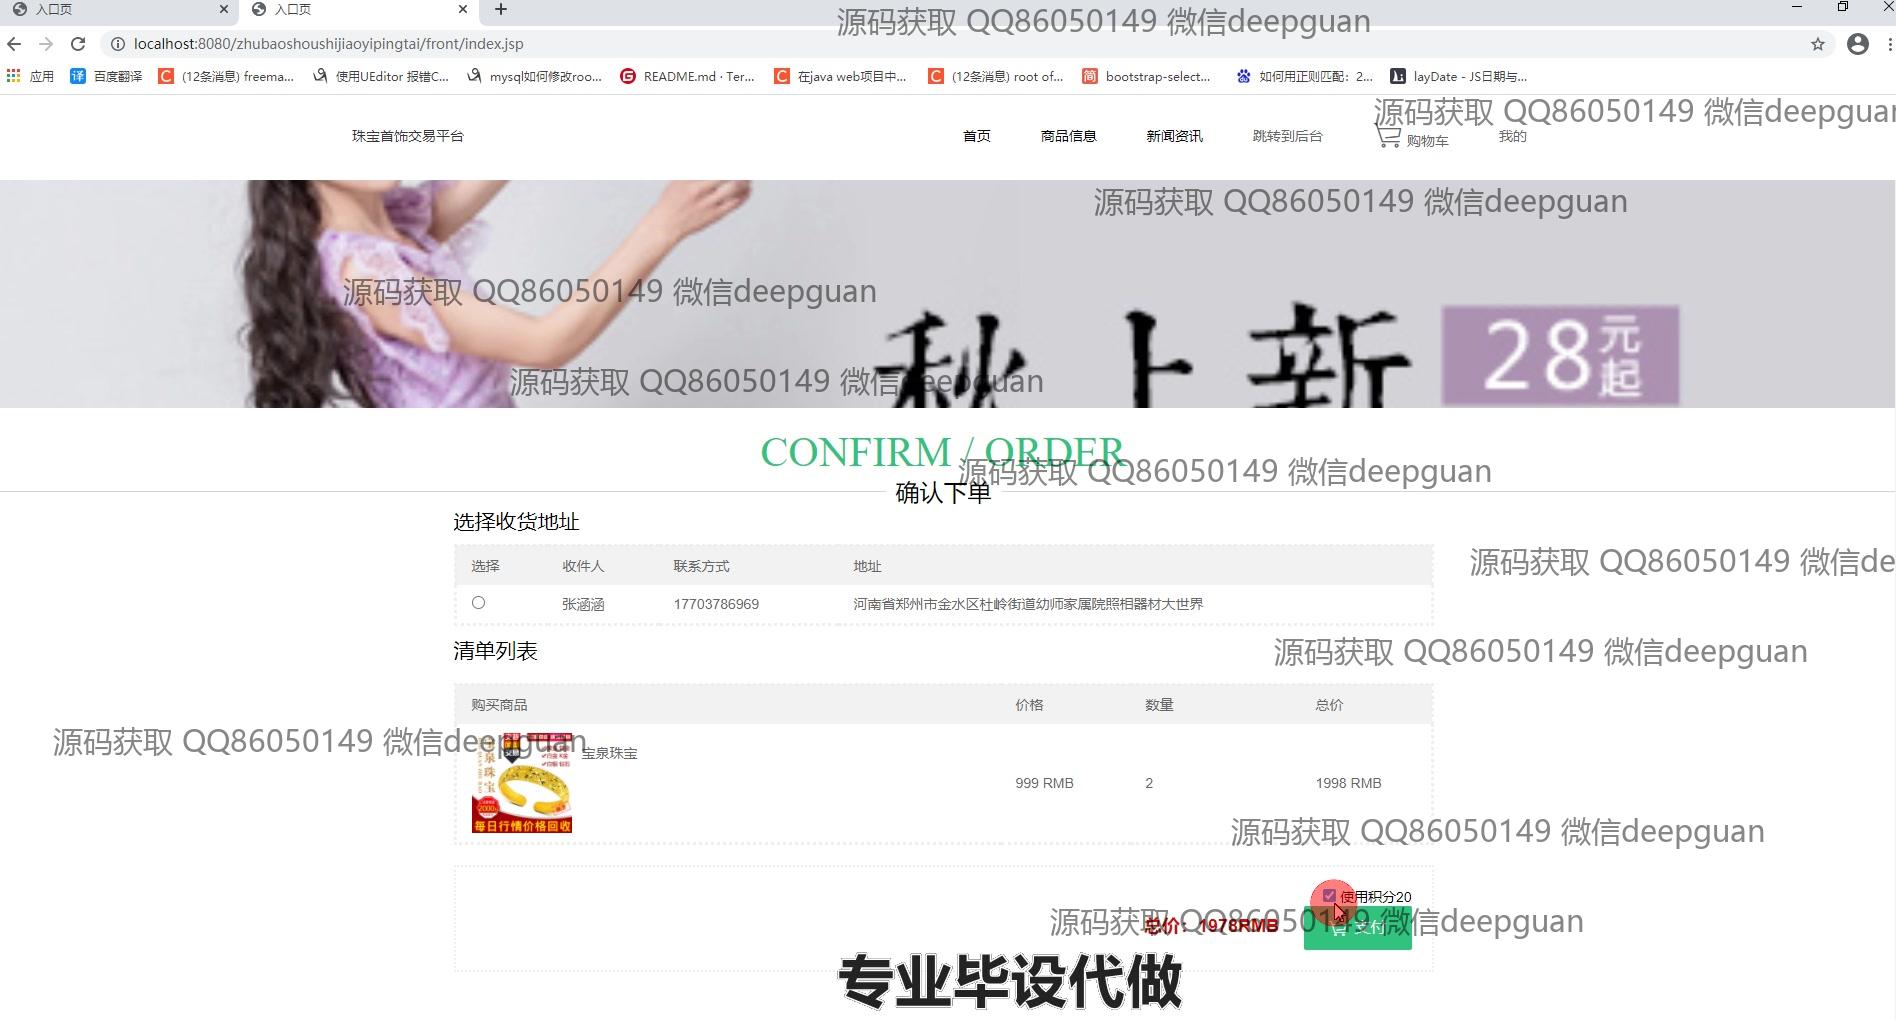 入口页
入口页
源码获取 QQ86050149 微信deepguan
localhost:8080/zhubaoshoushijiaoyipingtai/front/index.jsp
应用 百度翻译 (12条消息) freema... 使用UEditor 报错C... mysql如何修改roo... README.md · Ter... 在java web项目中... (12条消息) root of... bootstrap-select... 如何用正则匹配：2... layDate - JS日期与...
源码获取 QQ86050149 微信deepguan
珠宝首饰交易平台 首页 商品信息 新闻资讯 跳转到后台 购物车 我的
源码获取 QQ86050149 微信deepguan
源码获取 QQ86050149 微信deepguan
秋上新 28元起
源码获取 QQ86050149 微信deepguan
CONFIRM / ORDER
源码获取 QQ86050149 微信deepguan
确认下单
选择收货地址
选择 收件人 联系方式 地址
源码获取 QQ86050149 微信de
张涵涵 17703786969 河南省郑州市金水区杜岭街道幼师家属院照相器材大世界
清单列表
源码获取 QQ86050149 微信deepguan
购买商品 价格 数量 总价
源码获取 QQ86050149 微信deepguan
宝泉珠宝
999 RMB 2 1998 RMB
每日行情价格回收
源码获取 QQ86050149 微信deepguan
使用积分20
源码获取 QQ86050149 微信deepguan
总价：1978RMB 支付
专业毕设代做